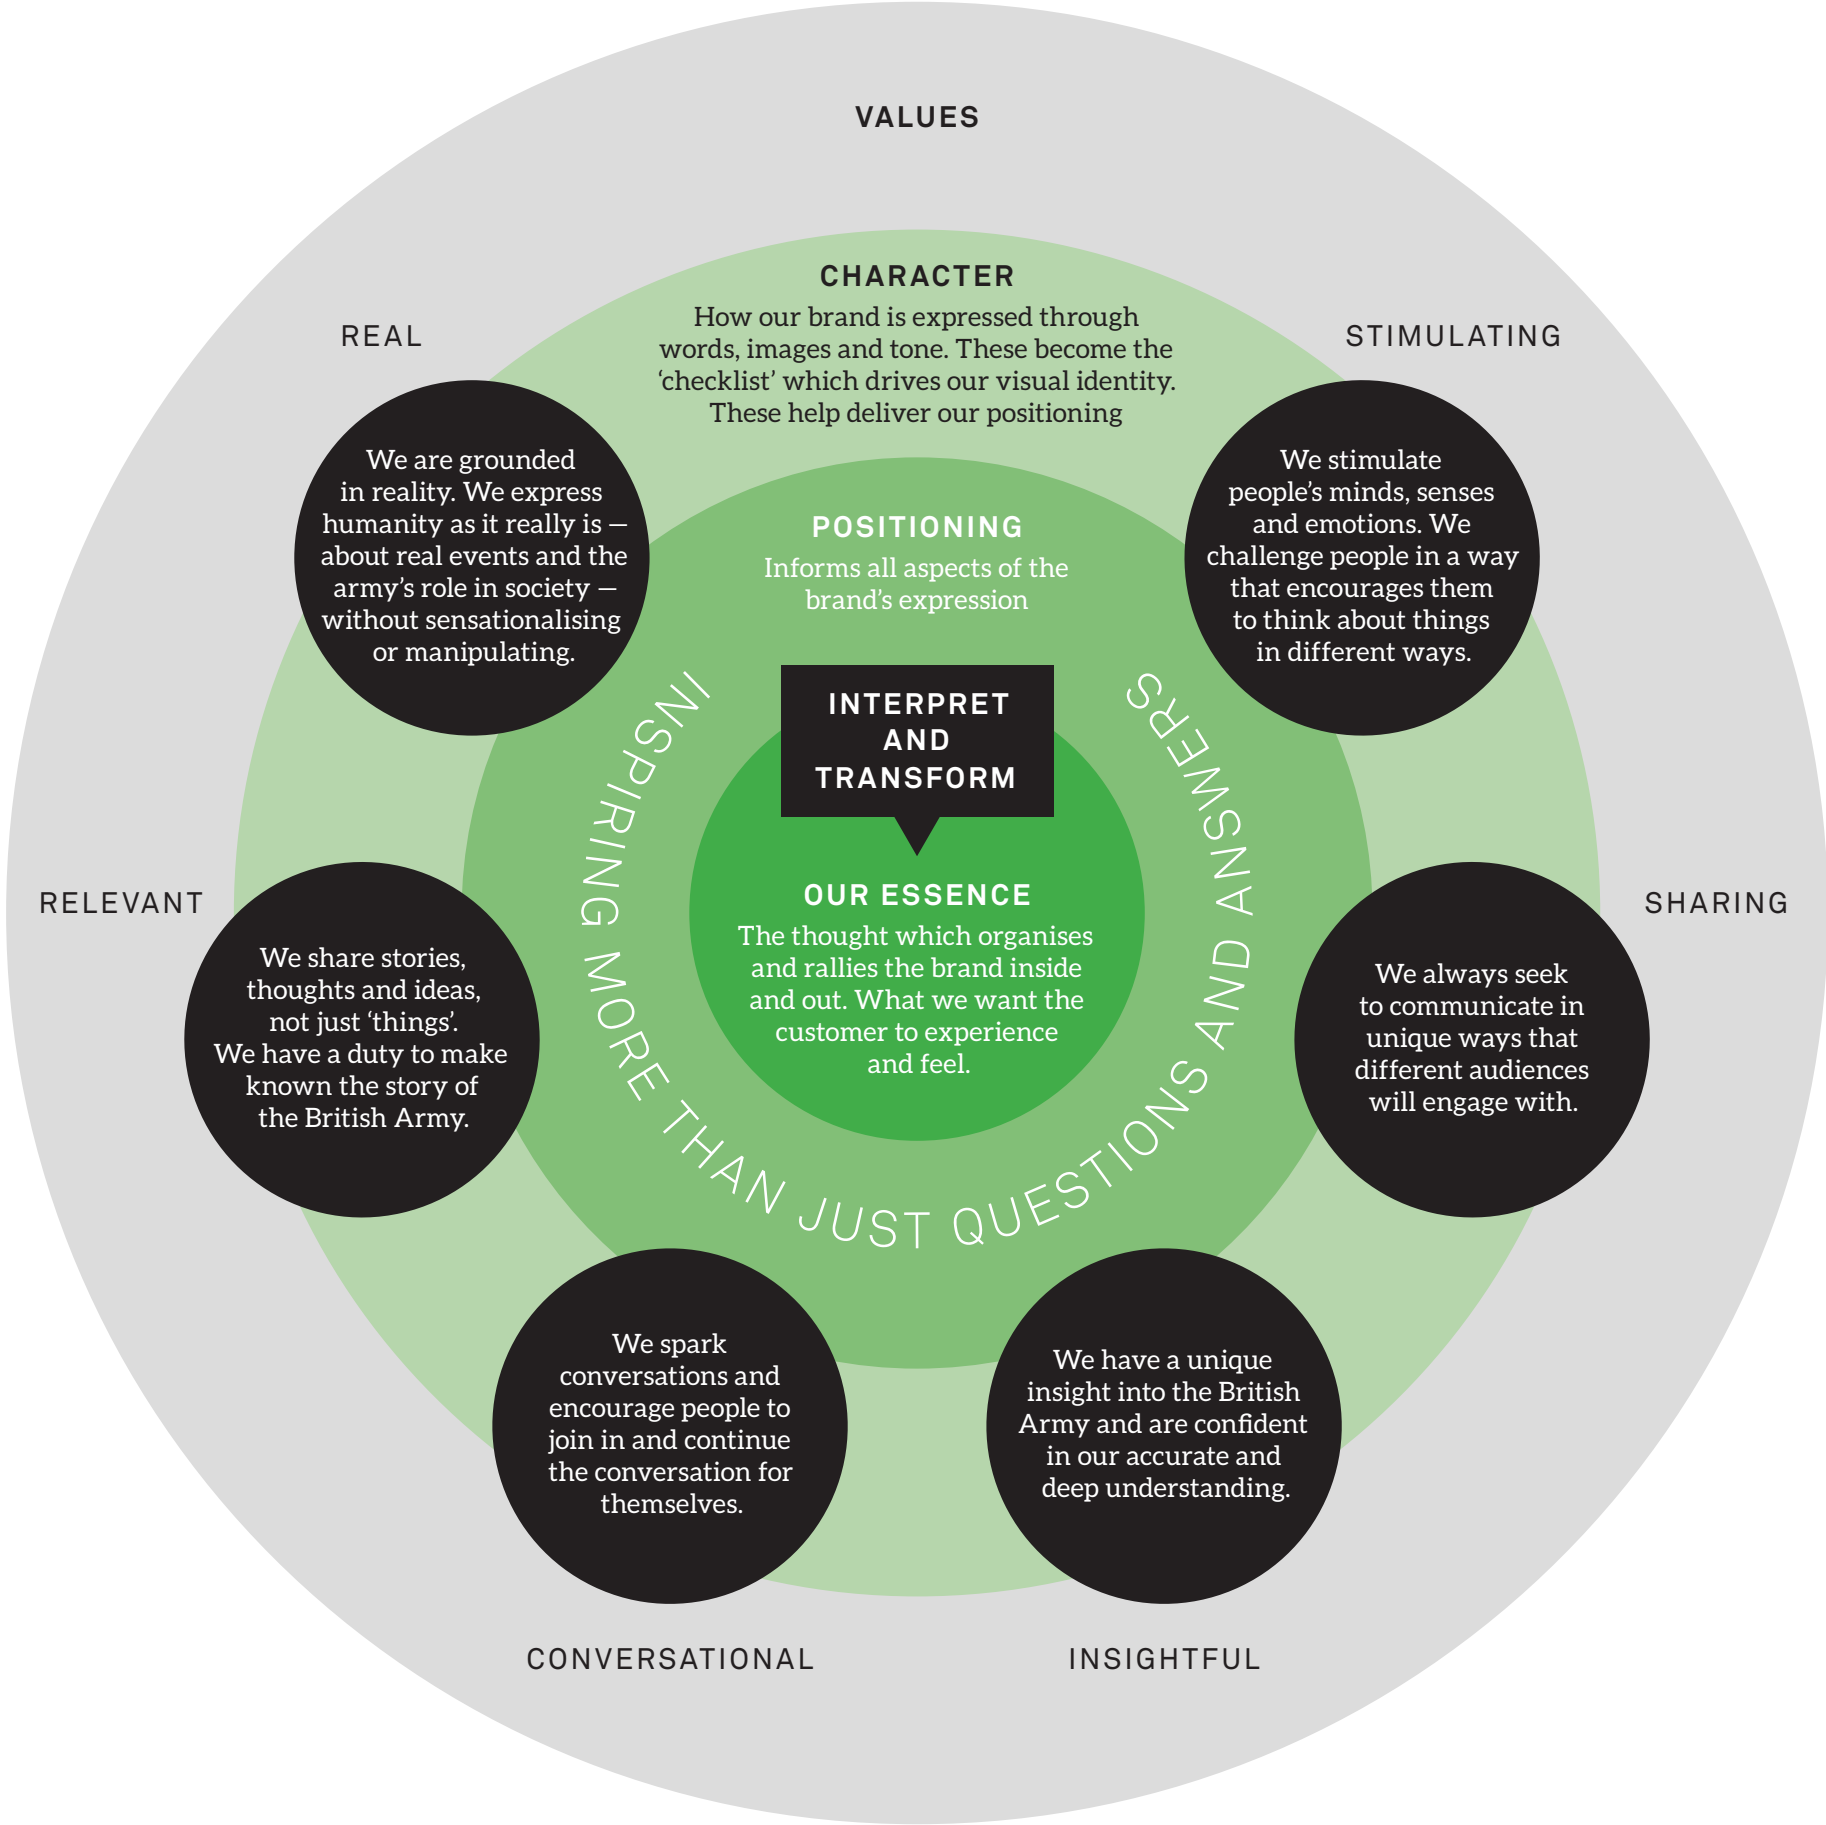 VALUES
CHARACTER
How our brand is expressed through
words, images and tone. These become the
‘checklist’ which drives our visual identity.
These help deliver our positioning
POSITIONING
Informs all aspects of the
brand’s expression
INTERPRET
AND
TRANSFORM
OUR ESSENCE
The thought which organises
and rallies the brand inside
and out. What we want the
customer to experience
and feel.
INSPIRING MORE THAN JUST QUESTIONS AND ANSWERS
REAL
We are grounded
in reality. We express
humanity as it really is —
about real events and the
army’s role in society —
without sensationalising
or manipulating.
STIMULATING
We stimulate
people’s minds, senses
and emotions. We
challenge people in a way
that encourages them
to think about things
in different ways.
RELEVANT
We share stories,
thoughts and ideas,
not just ‘things’.
We have a duty to make
known the story of
the British Army.
SHARING
We always seek
to communicate in
unique ways that
different audiences
will engage with.
We spark
conversations and
encourage people to
join in and continue
the conversation for
themselves.
CONVERSATIONAL
We have a unique
insight into the British
Army and are confident
in our accurate and
deep understanding.
INSIGHTFUL